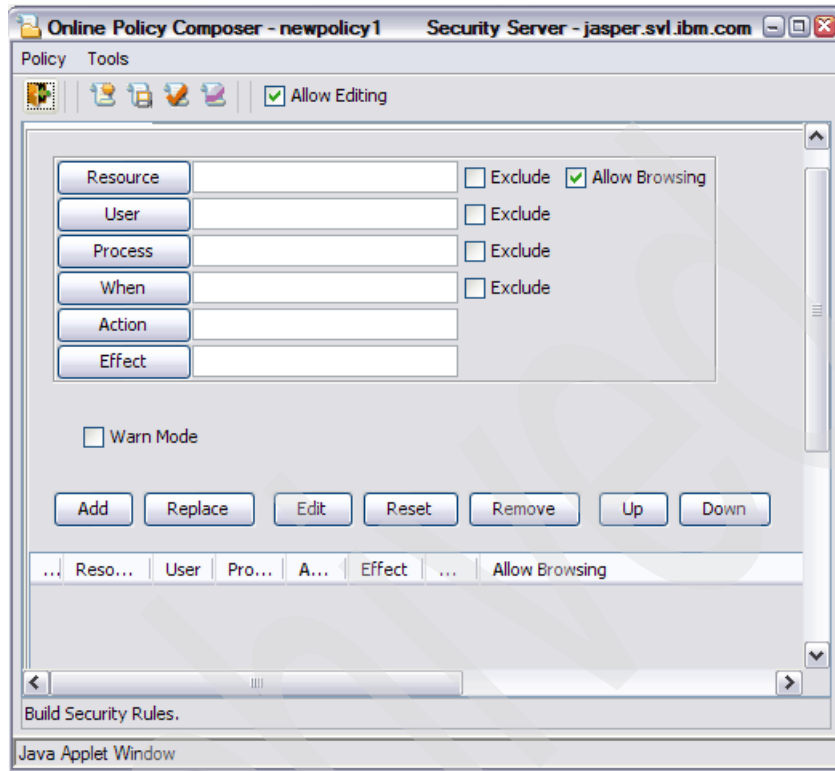 Online Policy Composer - newpolicy1 Security Server - jasper.svl.ibm.com
Policy Tools
Allow Editing
Resource Exclude Allow Browsing
User Exclude
Process Exclude
When Exclude
Action
Effect
Warn Mode
Add Replace Edit Reset Remove Up Down
... Reso... User Pro... A... Effect ... Allow Browsing
Build Security Rules.
Java Applet Window